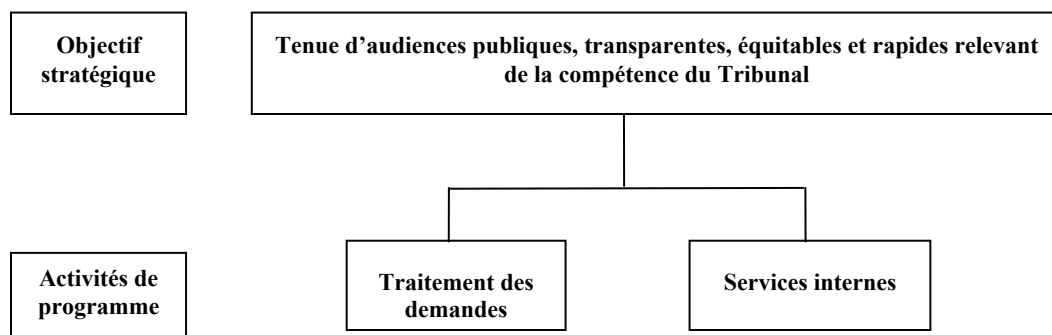 Objectif
stratégique
Tenue d’audiences publiques, transparentes, équitables et rapides relevant
de la compétence du Tribunal
Activités de
programme
Traitement des
demandes
Services internes